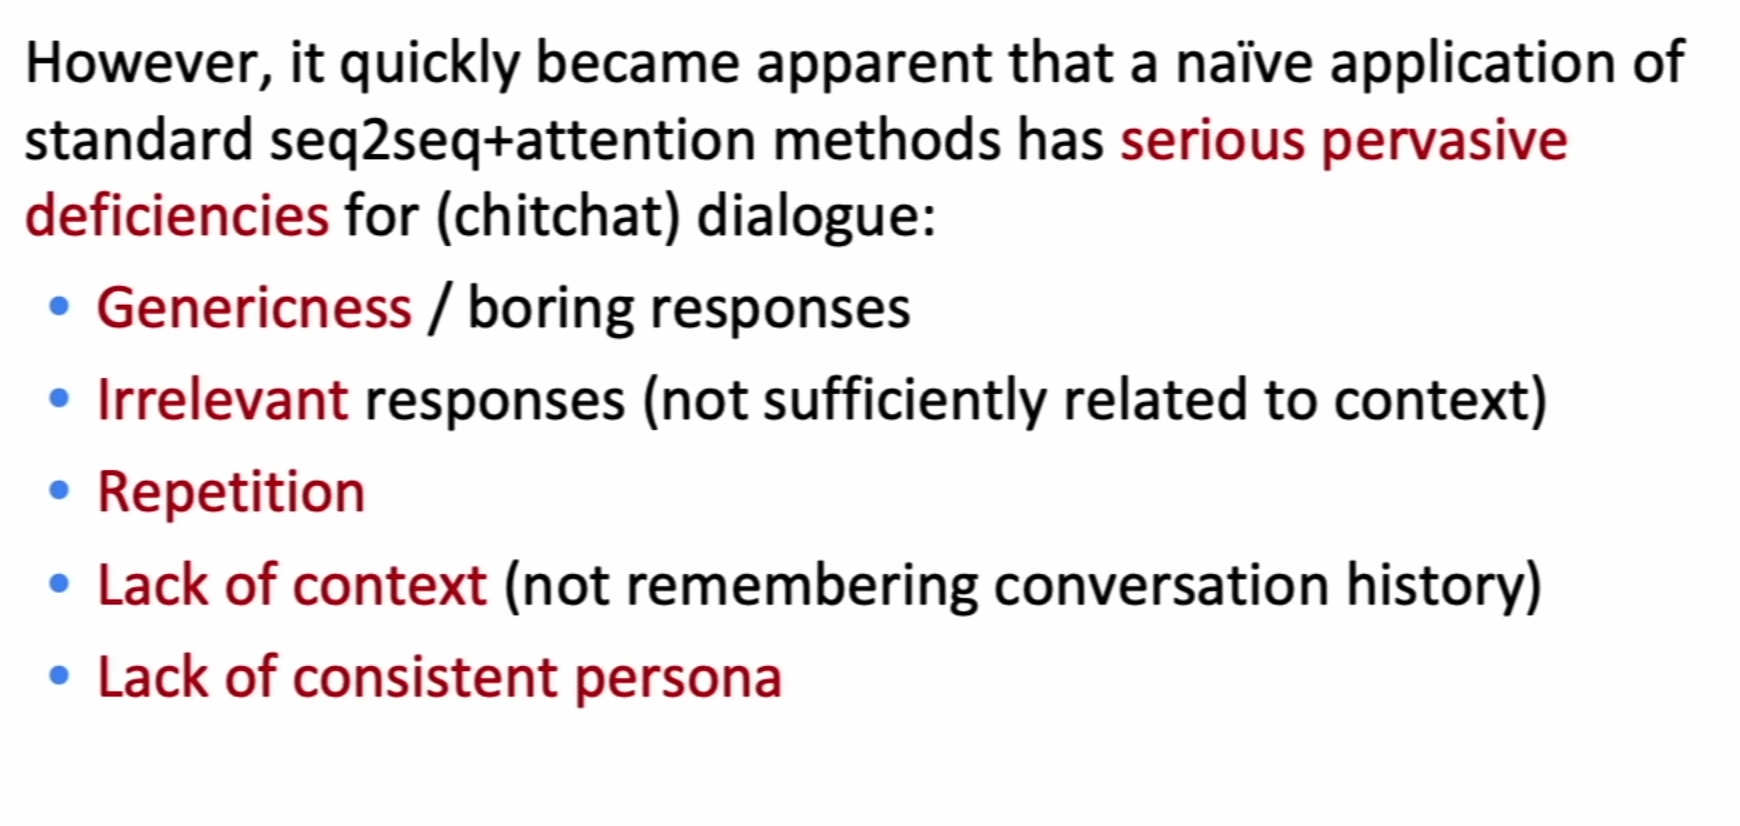 However, it quickly became apparent that a naïve application of
standard seq2seq+attention methods has serious pervasive
deficiencies for (chitchat) dialogue:
• Genericness / boring responses
• Irrelevant responses (not sufficiently related to context)
• Repetition
• Lack of context (not remembering conversation history)
• Lack of consistent persona